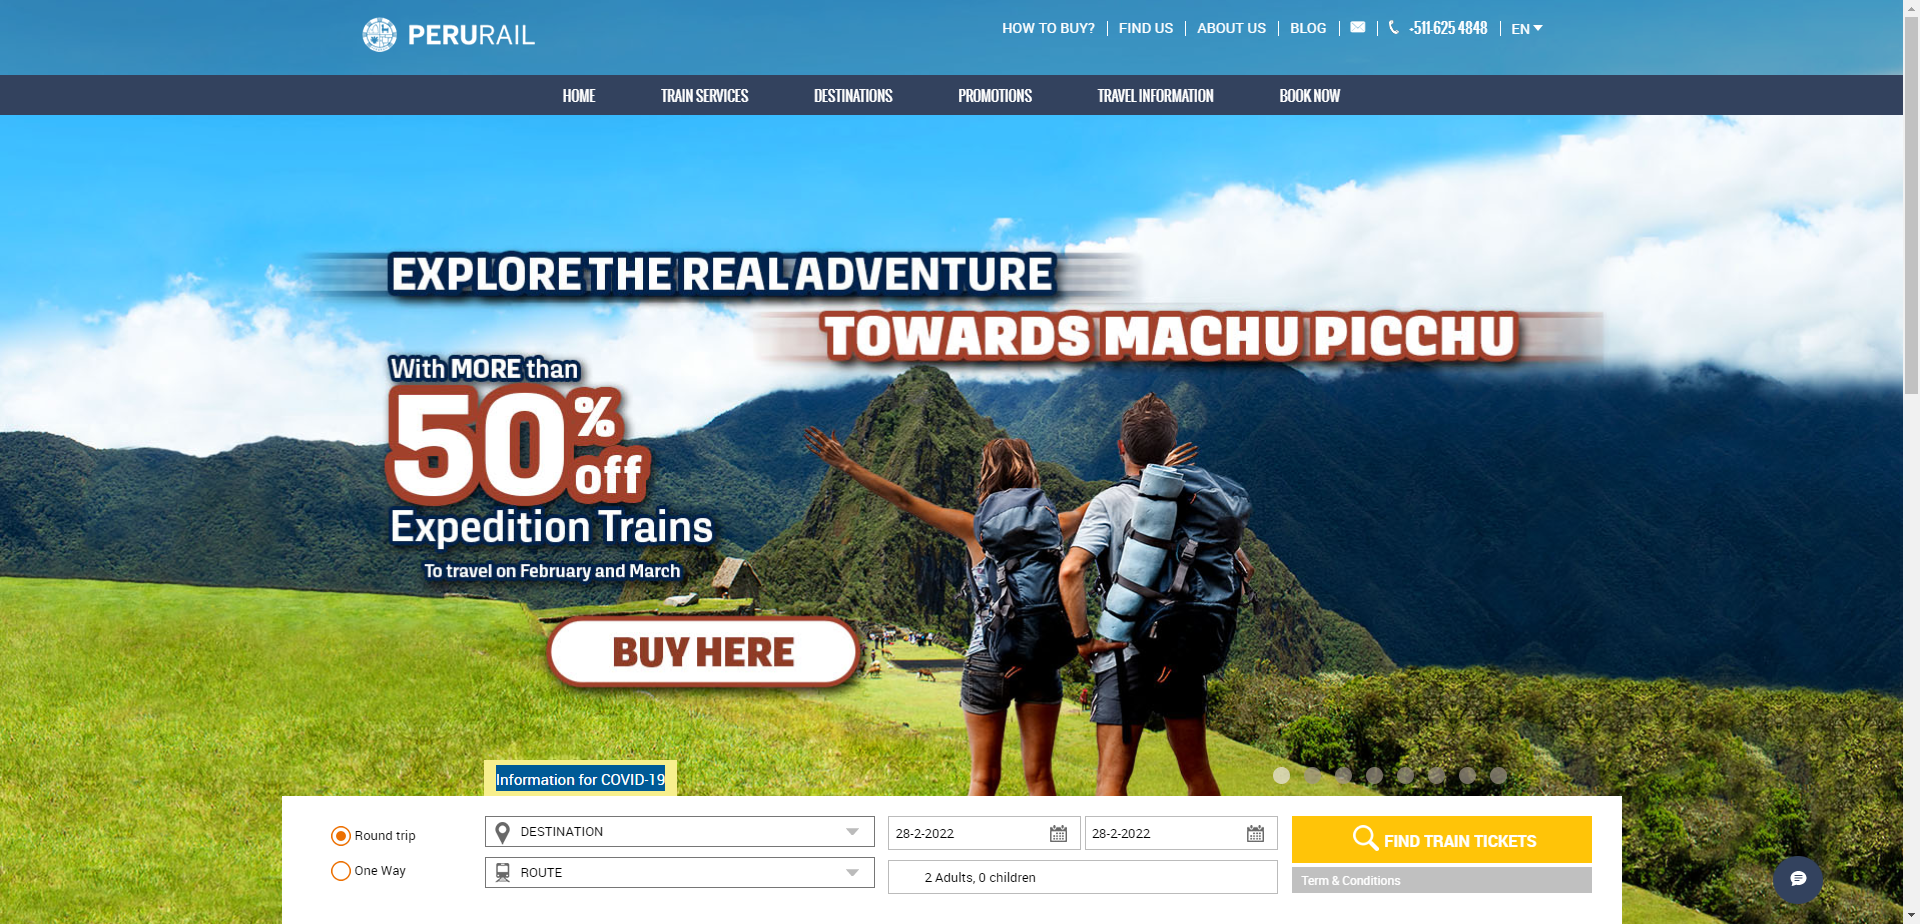 PERURAIL
HOW TO BUY?
FIND US
ABOUT US
BLOG
+511-625 4848
EN
HOME
TRAIN SERVICES
DESTINATIONS
PROMOTIONS
TRAVEL INFORMATION
BOOK NOW
EXPLORE THE REAL ADVENTURE
TOWARDS MACHU PICCHU
With MORE than
50% off
Expedition Trains
To travel on February and March
BUY HERE
Information for COVID-19
Round trip
One Way
DESTINATION
ROUTE
28-2-2022
28-2-2022
2 Adults, 0 children
FIND TRAIN TICKETS
Term & Conditions